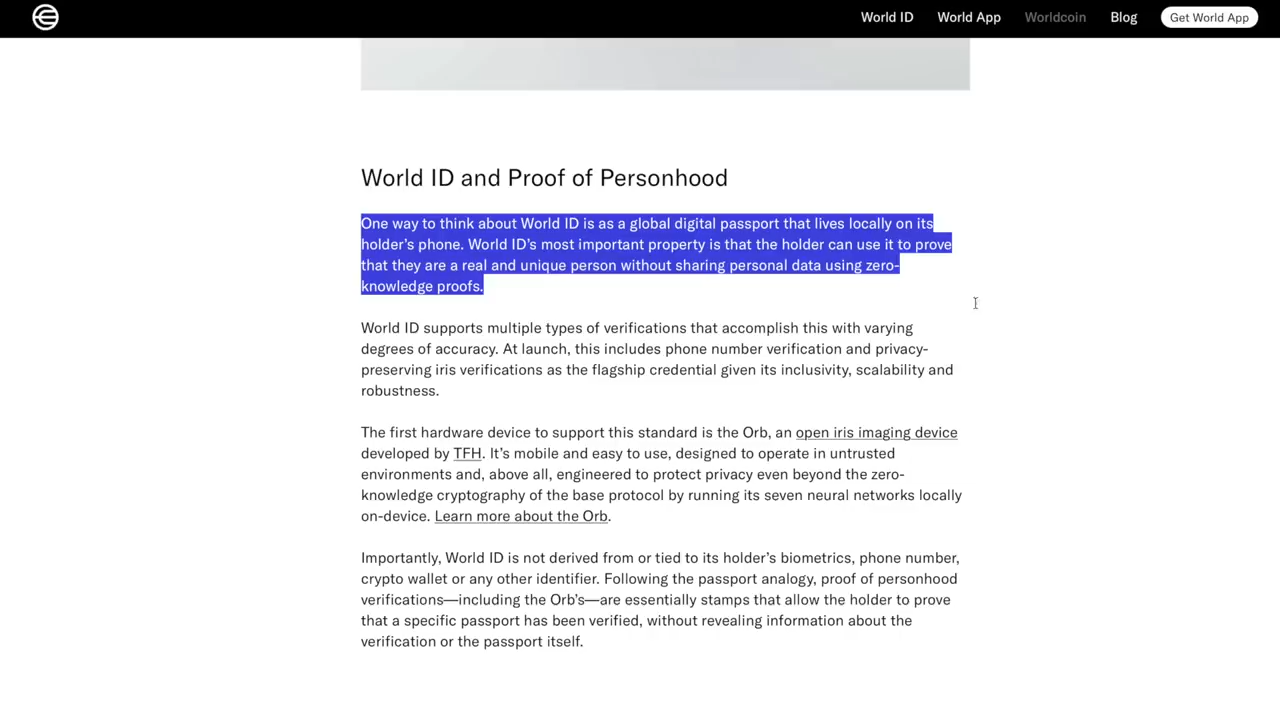 World ID World App Worldcoin Blog Get World App
World ID and Proof of Personhood
One way to think about World ID is as a global digital passport that lives locally on its
holder's phone. World ID's most important property is that the holder can use it to prove
that they are a real and unique person without sharing personal data using zero-
knowledge proofs.
World ID supports multiple types of verifications that accomplish this with varying
degrees of accuracy. At launch, this includes phone number verification and privacy-
preserving iris verifications as the flagship credential given its inclusivity, scalability and
robustness.
The first hardware device to support this standard is the Orb, an open iris imaging device
developed by TFH. It's mobile and easy to use, designed to operate in untrusted
environments and, above all, engineered to protect privacy even beyond the zero-
knowledge cryptography of the base protocol by running its seven neural networks locally
on-device. Learn more about the Orb.
Importantly, World ID is not derived from or tied to its holder's biometrics, phone number,
crypto wallet or any other identifier. Following the passport analogy, proof of personhood
verifications—including the Orb's—are essentially stamps that allow the holder to prove
that a specific passport has been verified, without revealing information about the
verification or the passport itself.